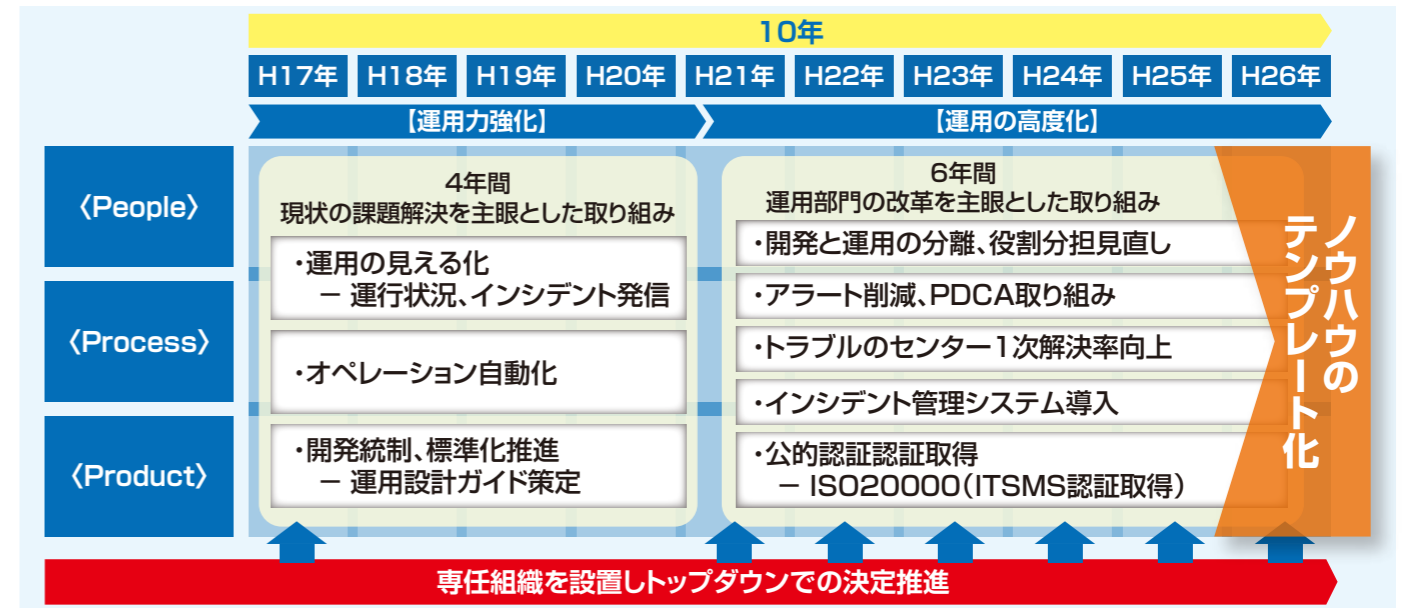 10年
H17年 H18年 H19年 H20年 H21年 H22年 H23年 H24年 H25年 H26年
【運用力強化】 【運用の高度化】
〈People〉
〈Process〉
〈Product〉
4年間
現状の課題解決を主眼とした取り組み
・運用の見える化
－ 運行状況、インシデント発信
・オペレーション自動化
・開発統制、標準化推進
－ 運用設計ガイド策定
6年間
運用部門の改革を主眼とした取り組み
・開発と運用の分離、役割分担見直し
・アラート削減、PDCA取り組み
・トラブルのセンター1次解決率向上
・インシデント管理システム導入
・公的認証認証取得
－ ISO20000（ITSMS認証取得）
ノウハウの
テンプレート化
専任組織を設置しトップダウンでの決定推進